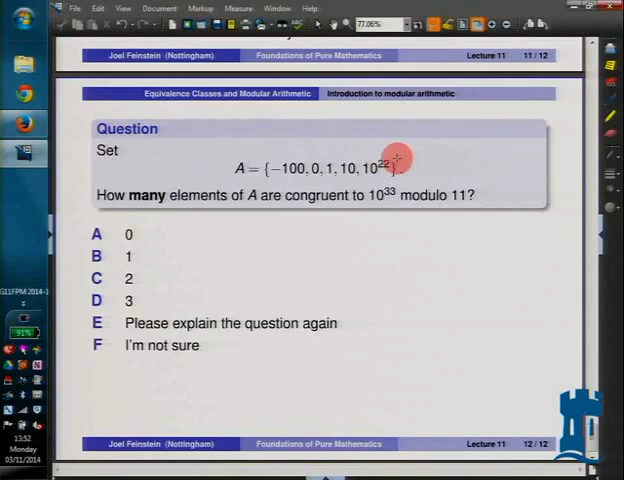 File Edit View Document Markup Measure Window Help
77.06%
Joel Feinstein (Nottingham) Foundations of Pure Mathematics Lecture 11 11 / 12
Equivalence Classes and Modular Arithmetic Introduction to modular arithmetic
Question
Set
A = {−100, 0, 1, 10, 10²²}.
How many elements of A are congruent to 10³³ modulo 11?
A 0
B 1
C 2
D 3
E Please explain the question again
F I'm not sure
Joel Feinstein (Nottingham) Foundations of Pure Mathematics Lecture 11 12 / 12
G11FPM 2014-1
91%
13:52
Monday
03/11/2014